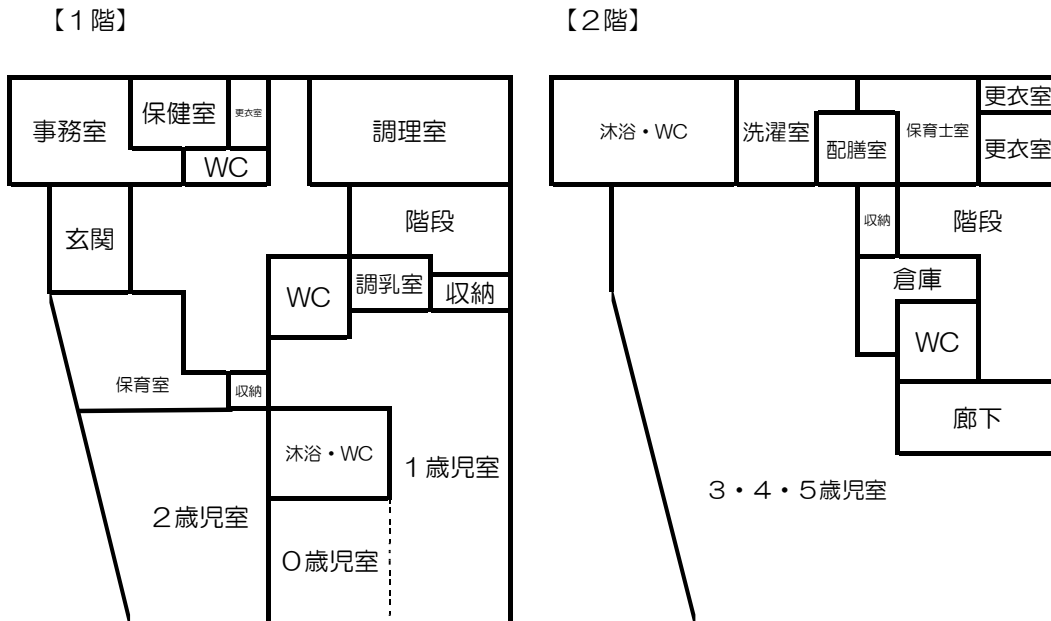 【１階】
【２階】
事務室
保健室
更衣室
WC
調理室
玄関
階段
WC
調乳室
収納
保育室
収納
沐浴・WC
１歳児室
２歳児室
０歳児室
沐浴・WC
洗濯室
配膳室
保育士室
更衣室
更衣室
収納
階段
倉庫
WC
廊下
３・４・５歳児室